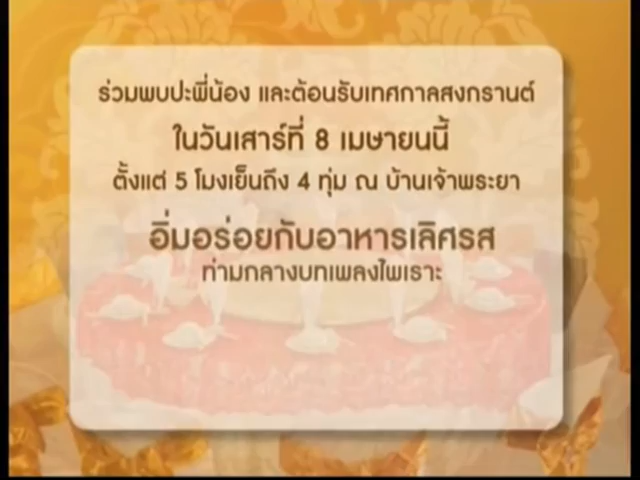 ร่วมพบปะพี่น้อง และต้อนรับเทศกาลสงกรานต์
ในวันเสาร์ที่ 8 เมษายนนี้
ตั้งแต่ 5 โมงเย็นถึง 4 ทุ่ม ณ บ้านเจ้าพระยา
อิ่มอร่อยกับอาหารเลิศรส
ท่ามกลางบทเพลงไพเราะ